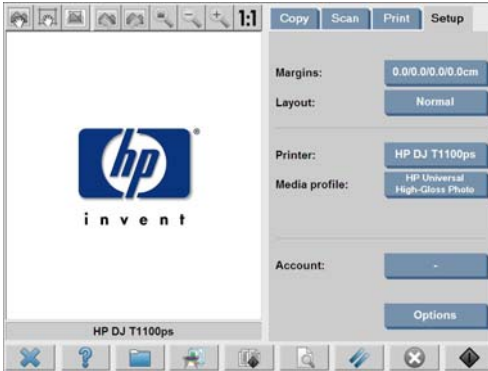 1:1
Copy
Scan
Print
Setup
Margins:
0.0/0.0/0.0/0.0cm
Layout:
Normal
hp
invent
Printer:
HP DJ T1100ps
Media profile:
HP Universal
High-Gloss Photo
Account:
-
Options
HP DJ T1100ps
?